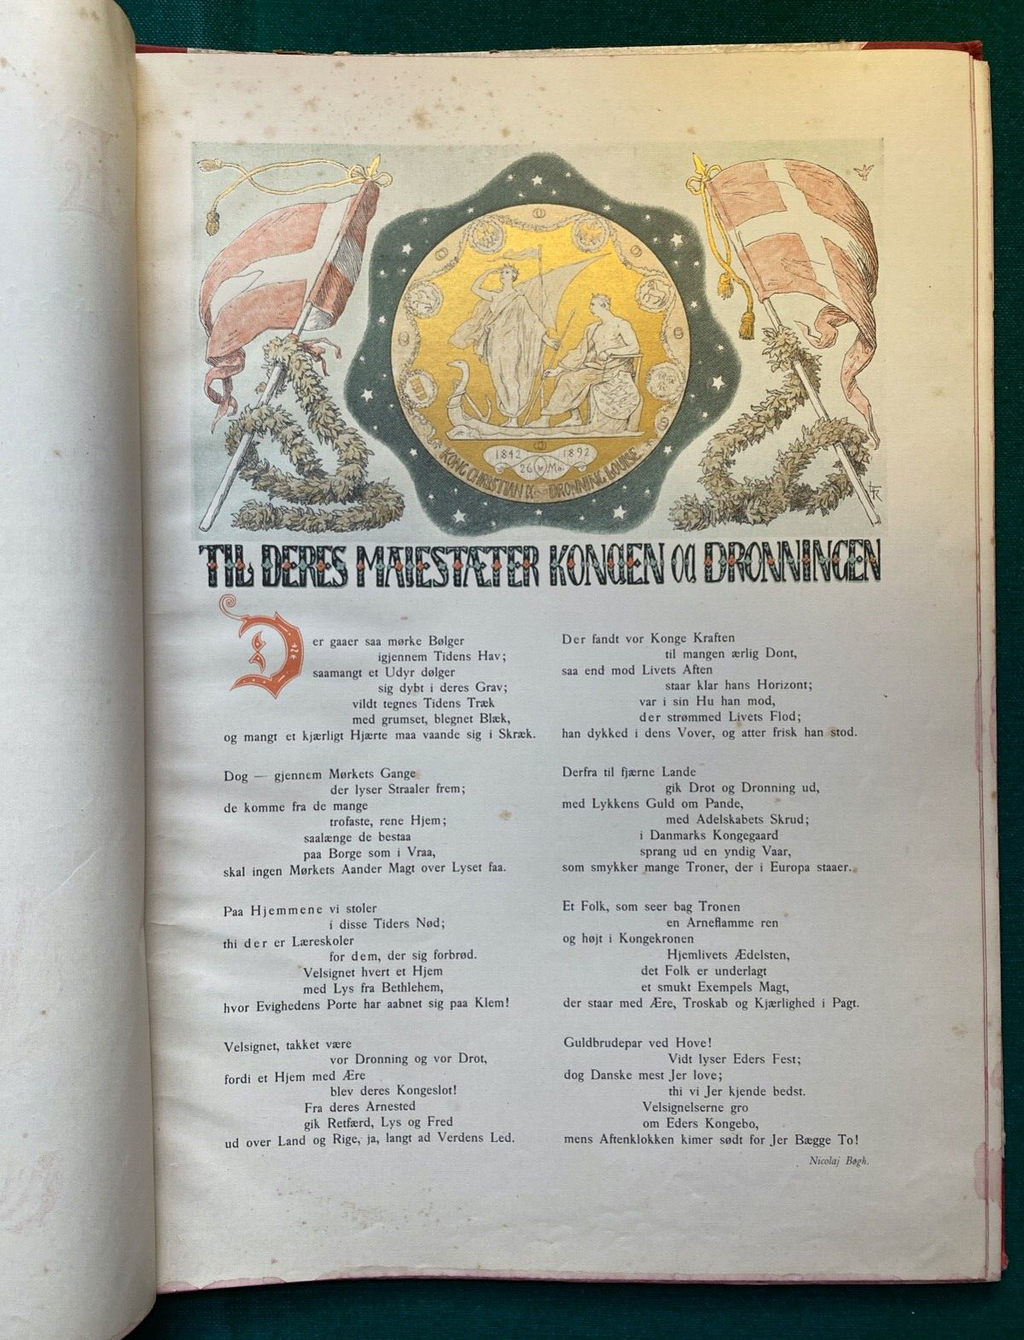 1842 1892
26 Mai
KONG CHRISTIAN IX DRONNING LOUISE
TIL DERES MAIESTÆTER KONGEN OG DRONNINGEN
Der gaaer saa mørke Bølger
igjennem Tidens Hav;
saamangt et Udyr dølger
sig dybt i deres Grav;
vildt tegnes Tidens Træk
med grumset, blegnet Blæk,
og mangt et kjærligt Hjærte maa vaande sig i Skræk.
Dog — gjennem Mørkets Gange
der lyser Straaler frem;
de komme fra de mange
trofaste, rene Hjem;
saalænge de bestaa
paa Borge som i Vraa,
skal ingen Mørkets Aander Magt over Lyset faa.
Paa Hjemmene vi stoler
i disse Tiders Nød;
thi der er Læreskoler
for dem, der sig forbrød.
Velsignet hvert et Hjem
med Lys fra Bethlehem,
hvor Evighedens Porte har aabnet sig paa Klem!
Velsignet, takket være
vor Dronning og vor Drot,
fordi et Hjem med Ære
blev deres Kongeslot!
Fra deres Arnested
gik Retfærd, Lys og Fred
ud over Land og Rige, ja, langt ad Verdens Led.
Der fandt vor Konge Kraften
til mangen ærlig Dont,
saa end mod Livets Aften
staar klar hans Horizont;
var i sin Hu han mod,
der strømmed Livets Flod;
han dykked i dens Vover, og atter frisk han stod.
Derfra til fjærne Lande
gik Drot og Dronning ud,
med Lykkens Guld om Pande,
med Adelskabets Skrud;
i Danmarks Kongegaard
sprang ud en yndig Vaar,
som smykker mange Troner, der i Europa staaer.
Et Folk, som seer bag Tronen
en Arneflamme ren
og højt i Kongekronen
Hjemlivets Ædelsten,
det Folk er underlagt
et smukt Exempels Magt,
der staar med Ære, Troskab og Kjærlighed i Pagt.
Guldbrudepar ved Hove!
Vidt lyser Eders Fest;
dog Danske mest Jer love;
thi vi Jer kjende bedst.
Velsignelserne gro
om Eders Kongebo,
mens Aftenklokken kimer sødt for Jer Bægge To!
Nicolaj Bøgh.